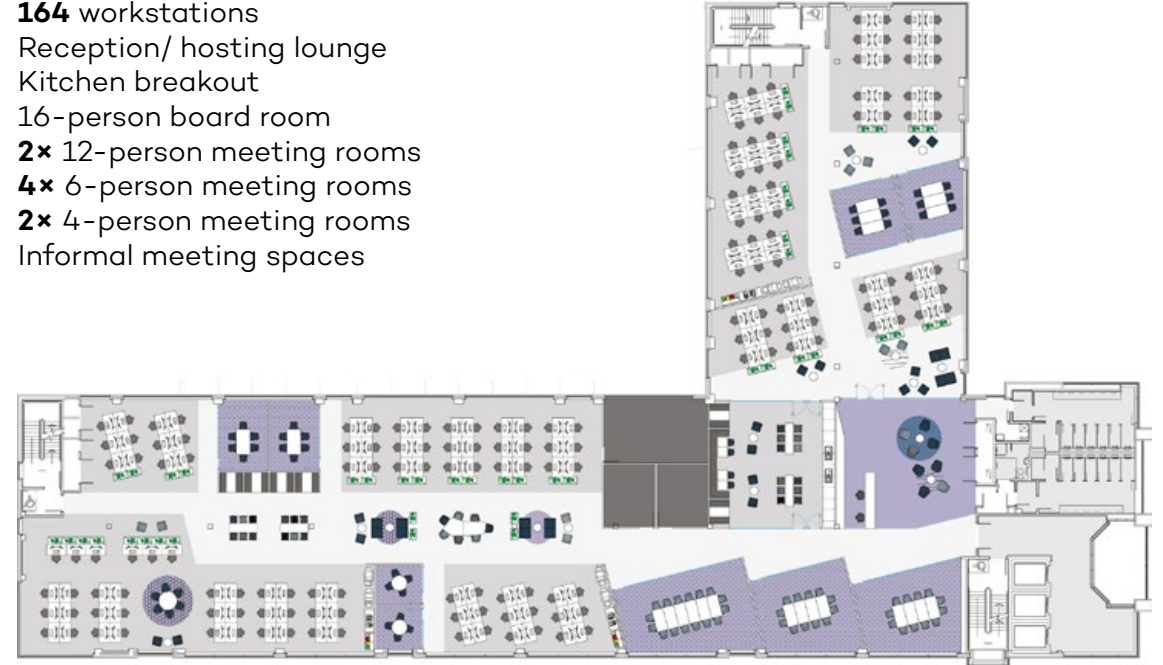 164 workstations
Reception/ hosting lounge
Kitchen breakout
16-person board room
2× 12-person meeting rooms
4× 6-person meeting rooms
2× 4-person meeting rooms
Informal meeting spaces